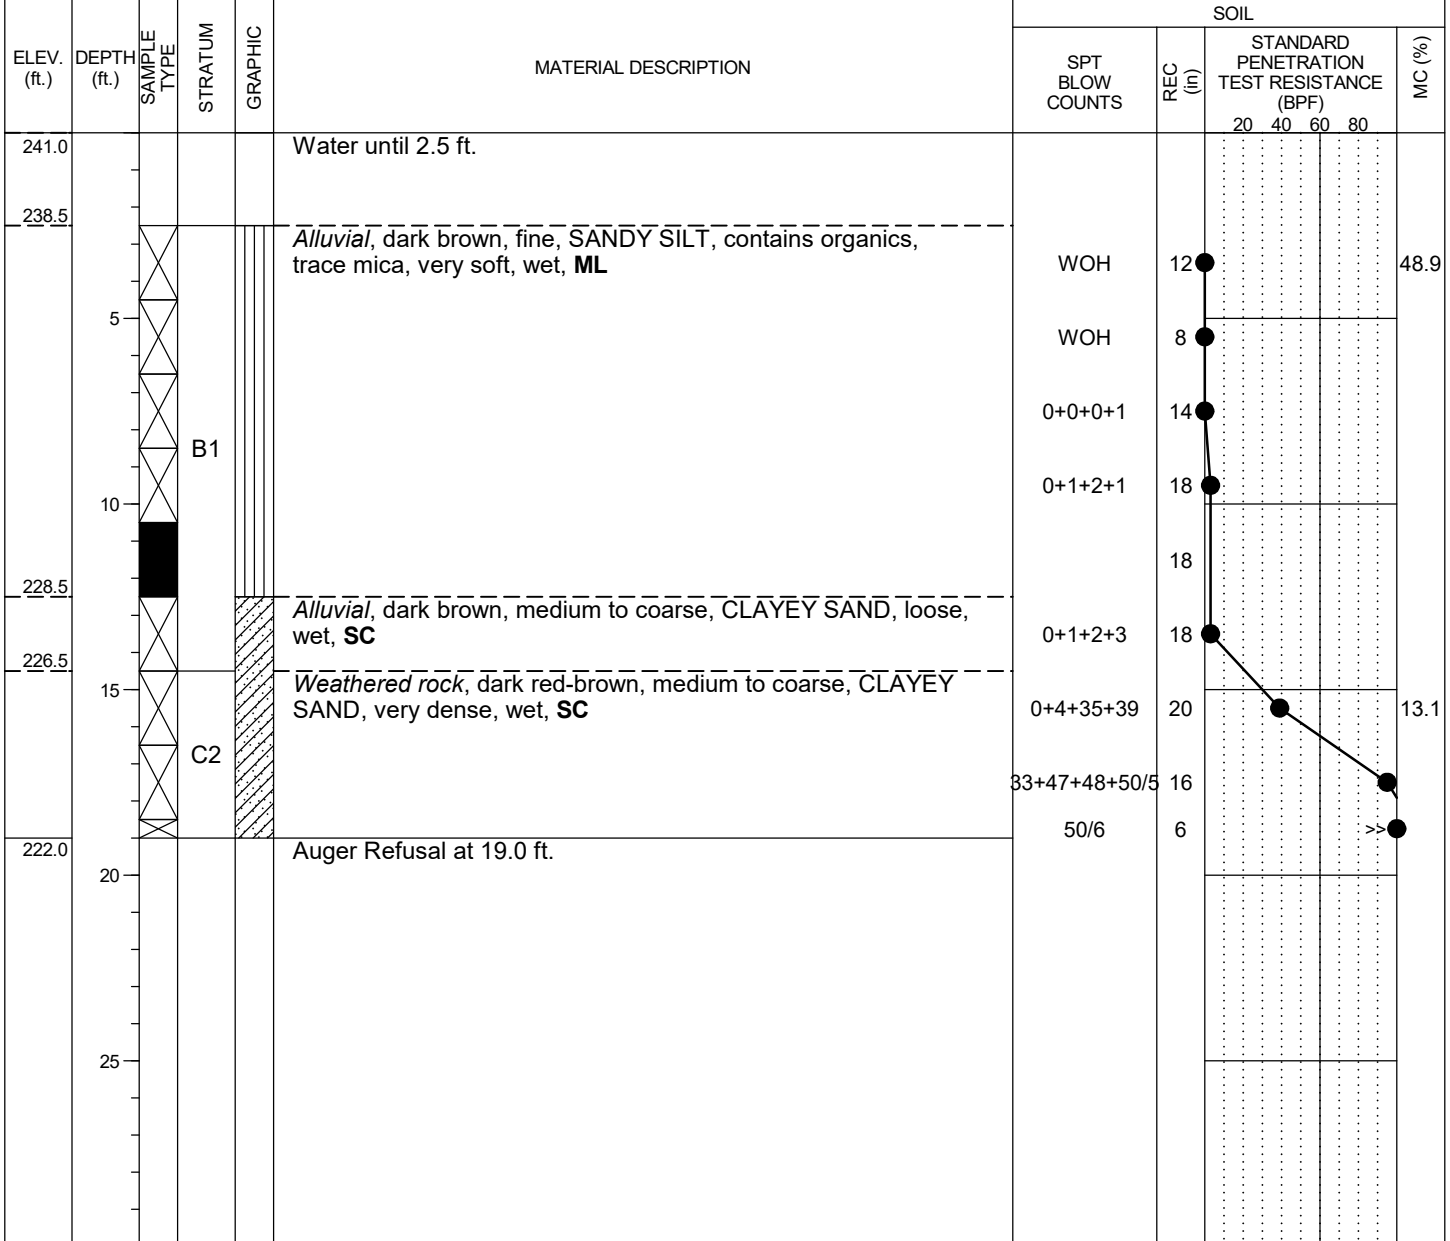 SOIL
ELEV.
(ft.)
DEPTH
(ft.)
SAMPLE
TYPE
STRATUM
GRAPHIC
MATERIAL DESCRIPTION
SPT
BLOW
COUNTS
REC
(in)
STANDARD
PENETRATION
TEST RESISTANCE
(BPF)
20 40 60 80
MC (%)
241.0
Water until 2.5 ft.
238.5
Alluvial, dark brown, fine, SANDY SILT, contains organics,
trace mica, very soft, wet, ML
WOH 12 48.9
5
WOH 8
0+0+0+1 14
B1
0+1+2+1 18
10
18
228.5
Alluvial, dark brown, medium to coarse, CLAYEY SAND, loose,
wet, SC
0+1+2+3 18
226.5
Weathered rock, dark red-brown, medium to coarse, CLAYEY
SAND, very dense, wet, SC
15
0+4+35+39 20 13.1
C2
33+47+48+50/5 16
50/6 6 >>
222.0
Auger Refusal at 19.0 ft.
20
25